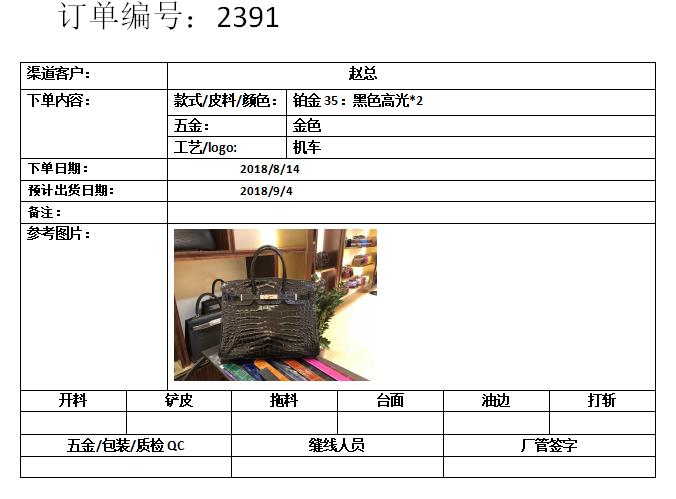 订单编号：2391
渠道客户： 赵总
下单内容： 款式/皮料/颜色： 铂金 35：黑色高光*2
五金： 金色
工艺/logo: 机车
下单日期： 2018/8/14
预计出货日期： 2018/9/4
备注：
参考图片：
开料 铲皮 拖料 台面 油边 打斩
五金/包装/质检 QC 缝线人员 厂管签字